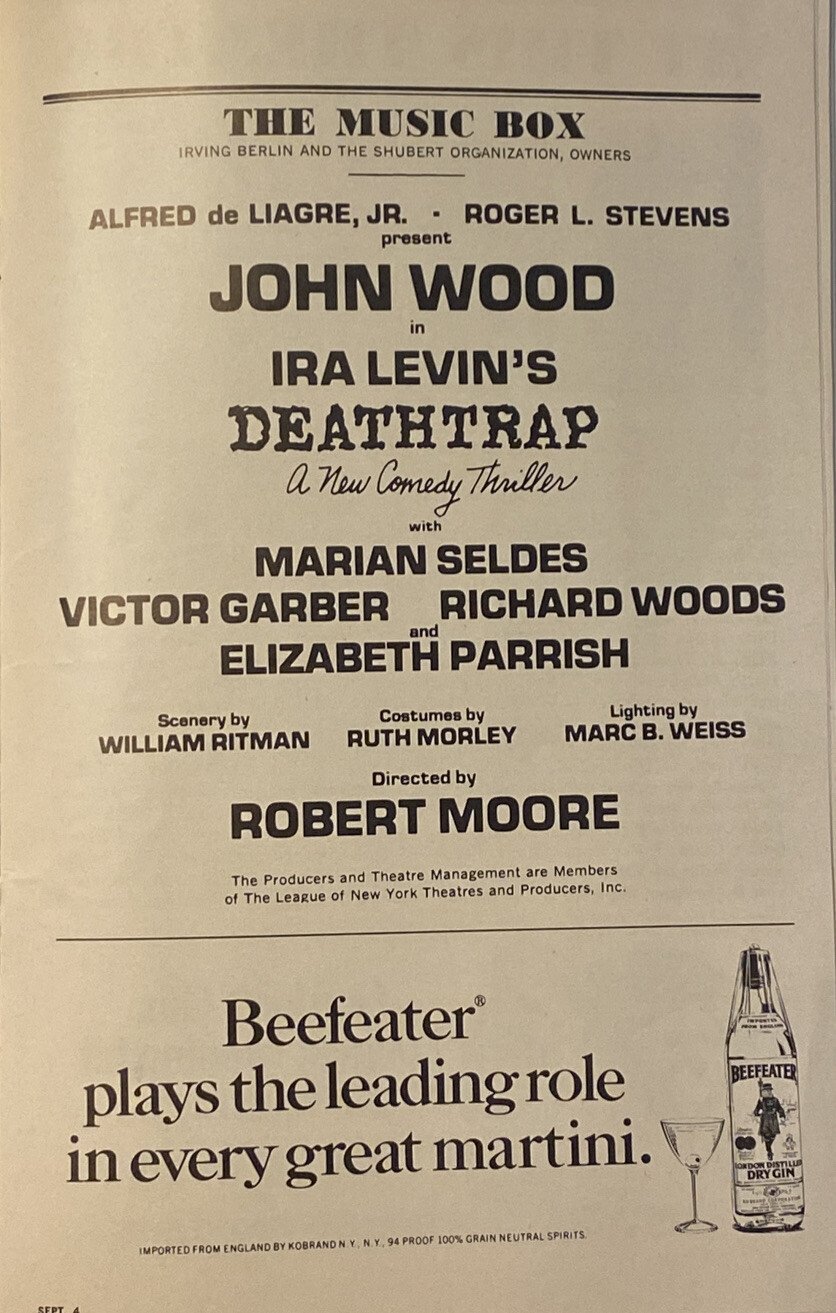 THE MUSIC BOX
IRVING BERLIN AND THE SHUBERT ORGANIZATION, OWNERS
ALFRED de LIAGRE, JR. · ROGER L. STEVENS
present
JOHN WOOD
in
IRA LEVIN'S
DEATHTRAP
A New Comedy Thriller
with
MARIAN SELDES
VICTOR GARBER RICHARD WOODS
and
ELIZABETH PARRISH
Scenery by Costumes by Lighting by
WILLIAM RITMAN RUTH MORLEY MARC B. WEISS
Directed by
ROBERT MOORE
The Producers and Theatre Management are Members
of The League of New York Theatres and Producers, Inc.
Beefeater®
plays the leading role
in every great martini.
IMPORTED
FROM ENGLAND
BEEFEATER
LONDON DISTILLED
DRY GIN
IMPORTED FROM ENGLAND BY KOBRAND N.Y., N.Y., 94 PROOF 100% GRAIN NEUTRAL SPIRITS.
SEPT. 4